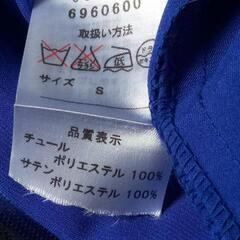 6960600
取扱い方法
低
サイズ S
品質表示
チュール
ポリエステル 100%
サテン
ポリエステル 100%